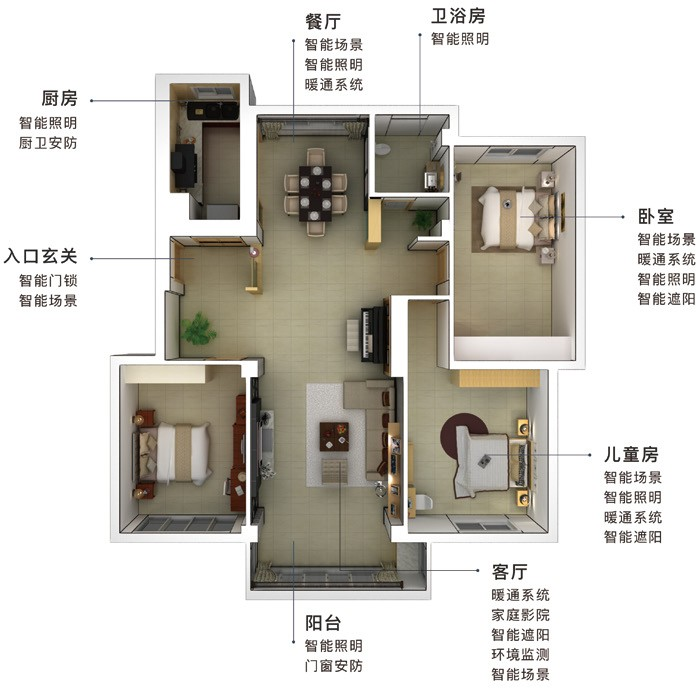 餐厅
智能场景
智能照明
暖通系统
卫浴房
智能照明
厨房
智能照明
厨卫安防
入口玄关
智能门锁
智能场景
卧室
智能场景
暖通系统
智能照明
智能遮阳
儿童房
智能场景
智能照明
暖通系统
智能遮阳
客厅
暖通系统
家庭影院
智能遮阳
环境监测
智能场景
阳台
智能照明
门窗安防